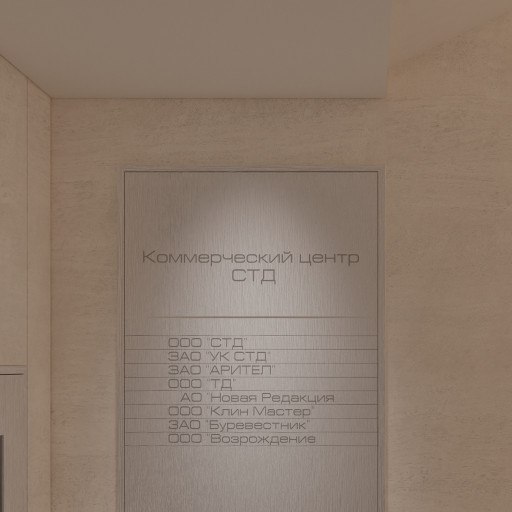 Коммерческий центр
СТД
ООО "СТД"
ЗАО "УК СТД"
ЗАО "АРИТЕЛ"
ООО "ТД"
АО "Новая Редакция
ООО "Клин Мастер"
ЗАО "Буревестник"
ООО "Возрождение